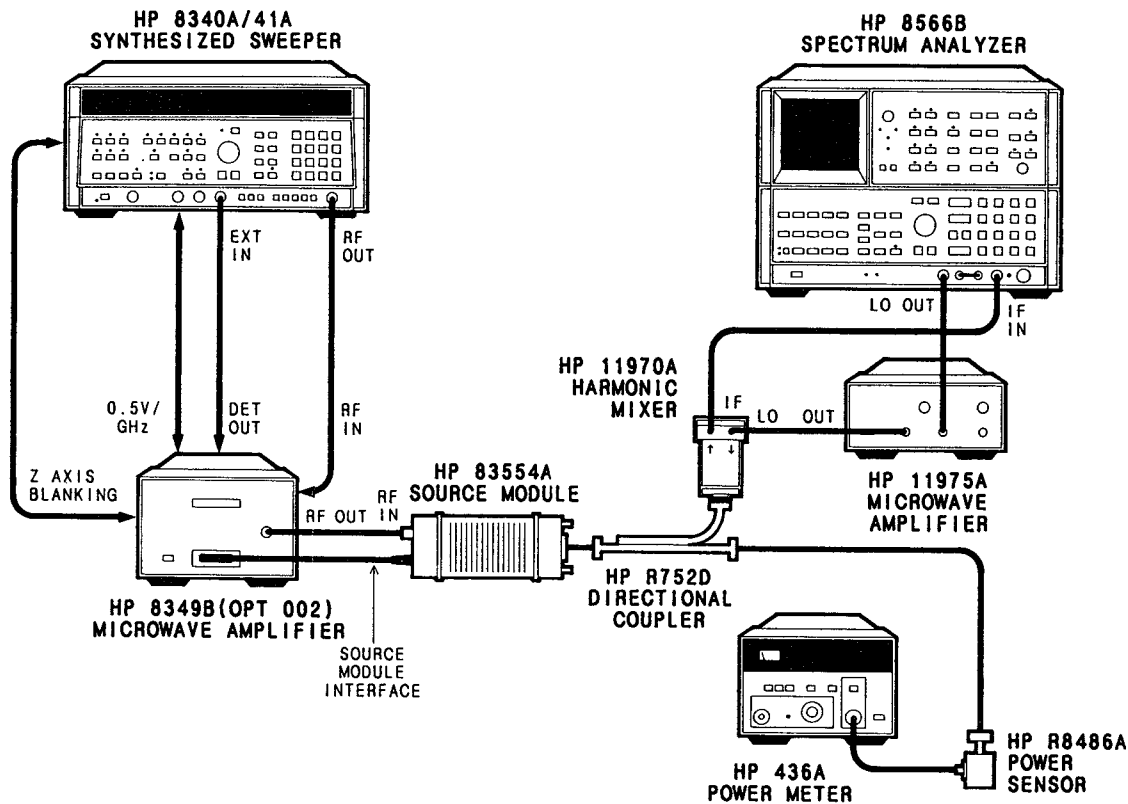 HP 8340A/41A
SYNTHESIZED SWEEPER
HP 8566B
SPECTRUM ANALYZER
EXT
IN
RF
OUT
LO OUT
IF
IN
HP 11970A
HARMONIC
MIXER
IF
LO OUT
0.5V/
GHz
DET
OUT
RF
IN
Z AXIS
BLANKING
HP 83554A
SOURCE MODULE
RF OUT
RF
IN
HP 11975A
MICROWAVE
AMPLIFIER
HP R752D
DIRECTIONAL
COUPLER
HP 8349B(OPT 002)
MICROWAVE AMPLIFIER
SOURCE
MODULE
INTERFACE
HP R8486A
POWER
SENSOR
HP 436A
POWER METER